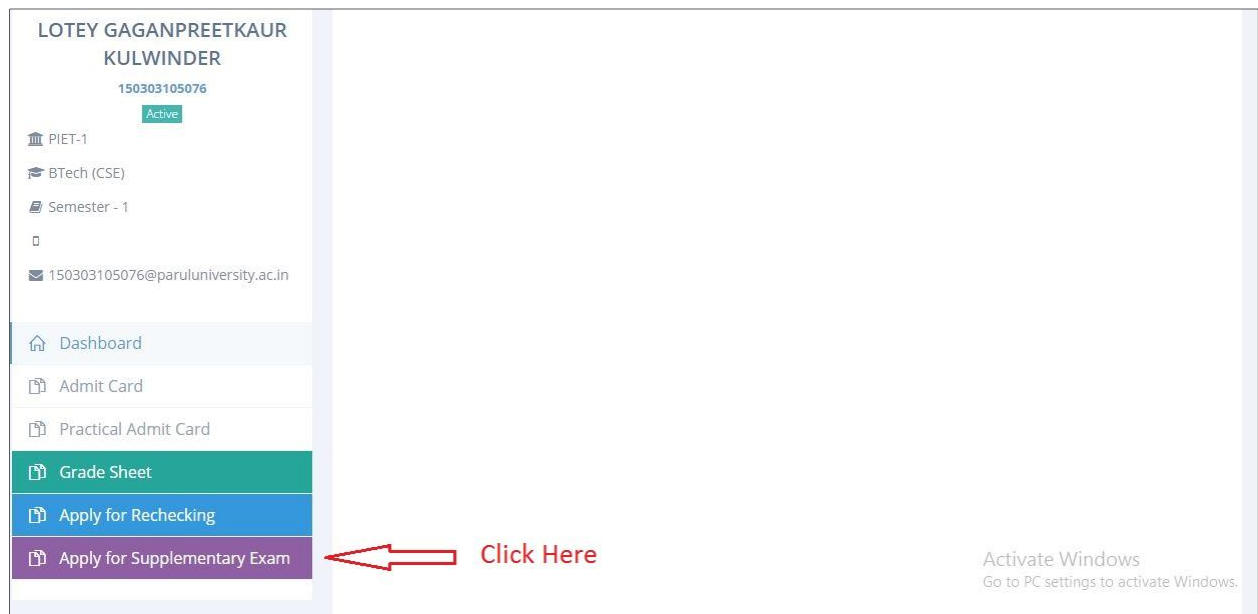 LOTEY GAGANPREETKAUR
KULWINDER
150303105076
Active
PIET-1
BTech (CSE)
Semester - 1
150303105076@paruluniversity.ac.in
Dashboard
Admit Card
Practical Admit Card
Grade Sheet
Apply for Rechecking
Apply for Supplementary Exam
Click Here
Activate Windows
Go to PC settings to activate Windows.